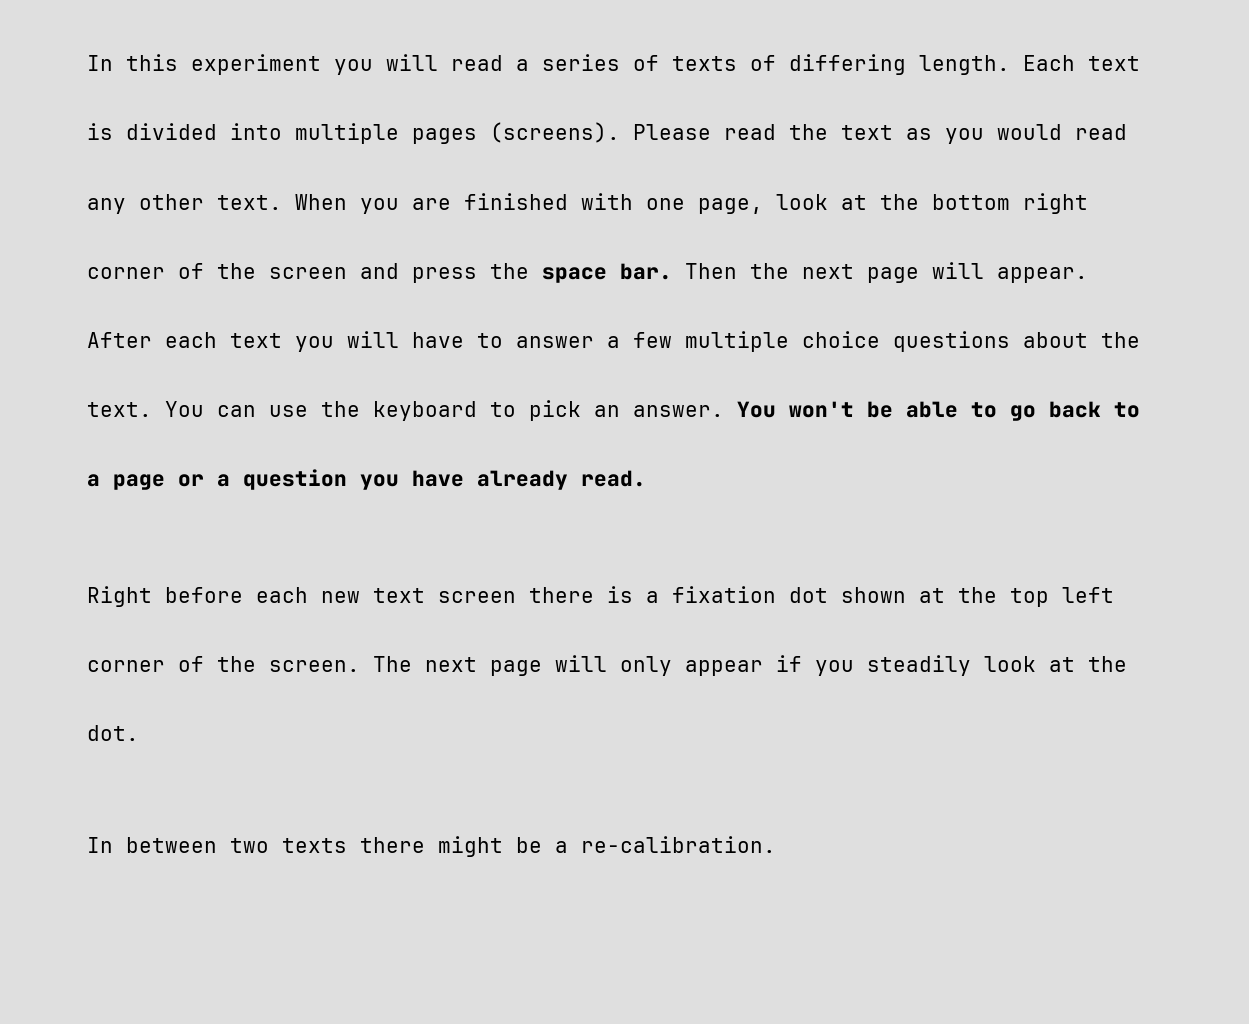 In this experiment you will read a series of texts of differing length. Each text
is divided into multiple pages (screens). Please read the text as you would read
any other text. When you are finished with one page, look at the bottom right
corner of the screen and press the space bar. Then the next page will appear.
After each text you will have to answer a few multiple choice questions about the
text. You can use the keyboard to pick an answer. You won't be able to go back to
a page or a question you have already read.
Right before each new text screen there is a fixation dot shown at the top left
corner of the screen. The next page will only appear if you steadily look at the
dot.
In between two texts there might be a re-calibration.